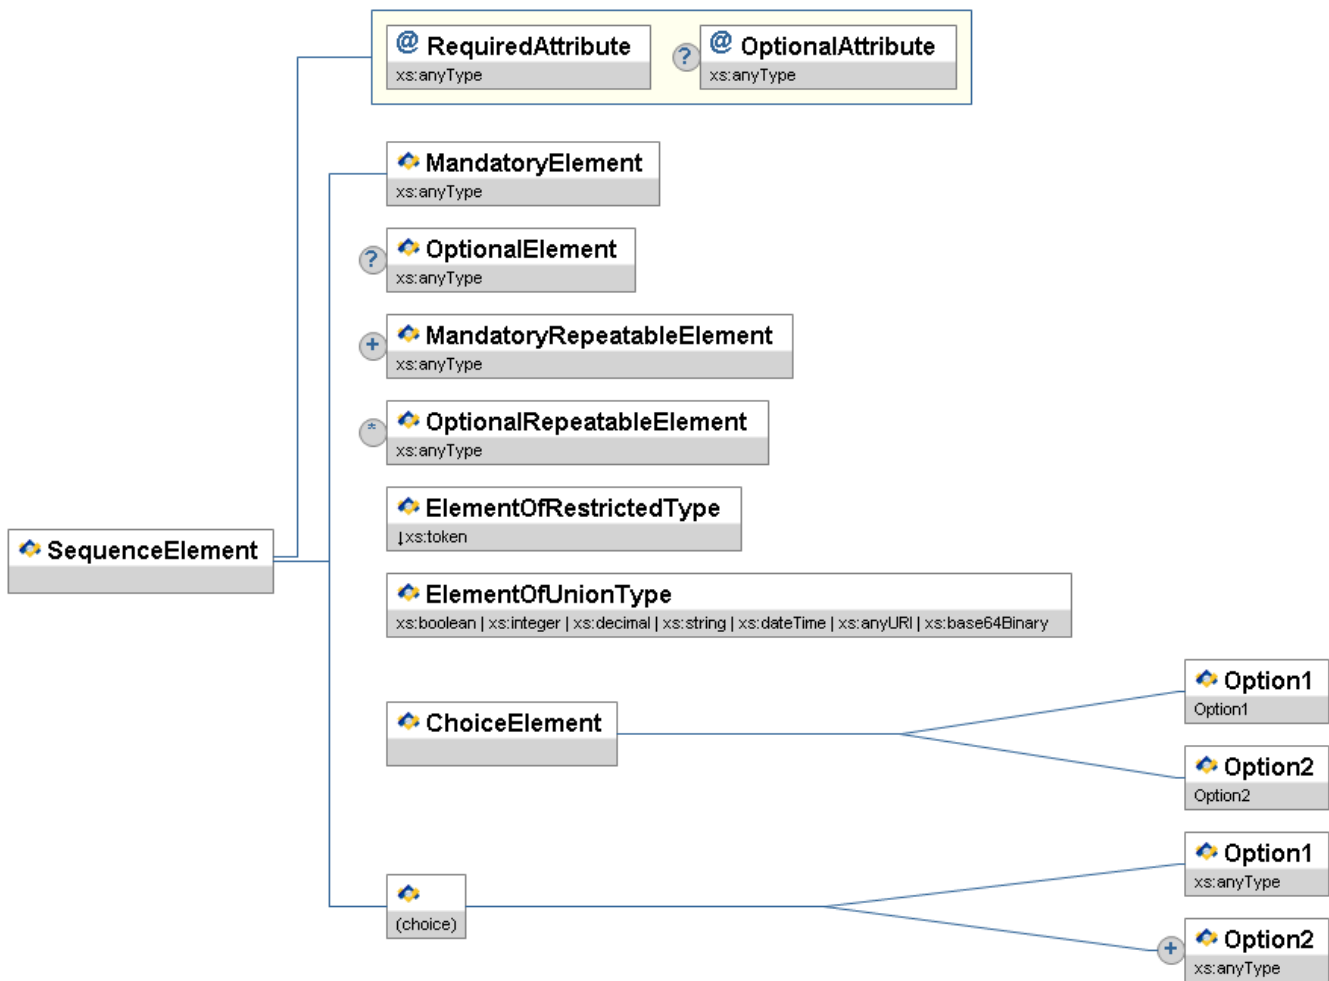 @ RequiredAttribute
xs:anyType
? @ OptionalAttribute
xs:anyType
MandatoryElement
xs:anyType
? OptionalElement
xs:anyType
+ MandatoryRepeatableElement
xs:anyType
* OptionalRepeatableElement
xs:anyType
ElementOfRestrictedType
↓xs:token
SequenceElement
ElementOfUnionType
xs:boolean | xs:integer | xs:decimal | xs:string | xs:dateTime | xs:anyURI | xs:base64Binary
ChoiceElement
Option1
Option1
Option2
Option2
(choice)
Option1
xs:anyType
+ Option2
xs:anyType